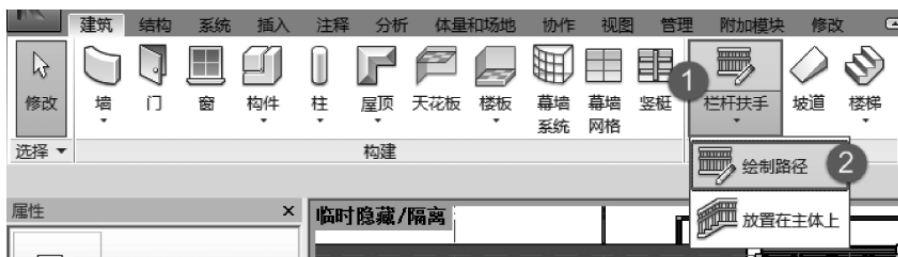 建筑 结构 系统 插入 注释 分析 体量和场地 协作 视图 管理 附加模块 修改
修改 墙 门 窗 构件 柱 屋顶 天花板 楼板 幕墙系统 幕墙网格 竖梃 1 栏杆扶手 坡道 楼梯
选择 构建
绘制路径 2
属性 × 临时隐藏/隔离
放置在主体上